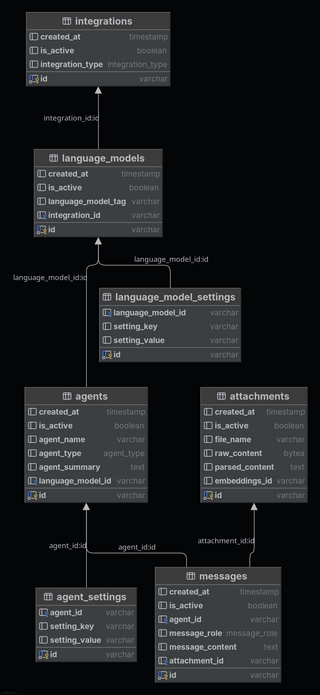 integrations
created_at timestamp
is_active boolean
integration_type integration_type
id varchar
integration_id:id
language_models
created_at timestamp
is_active boolean
language_model_tag varchar
integration_id varchar
id varchar
language_model_id:id
language_model_id:id
language_model_settings
language_model_id varchar
setting_key varchar
setting_value varchar
id varchar
agents
created_at timestamp
is_active boolean
agent_name varchar
agent_type agent_type
agent_summary text
language_model_id varchar
id varchar
attachments
created_at timestamp
is_active boolean
file_name varchar
raw_content bytea
parsed_content text
embeddings_id varchar
id varchar
agent_id:id
agent_id:id
attachment_id:id
agent_settings
agent_id varchar
setting_key varchar
setting_value varchar
id varchar
messages
created_at timestamp
is_active boolean
agent_id varchar
message_role message_role
message_content text
attachment_id varchar
id varchar